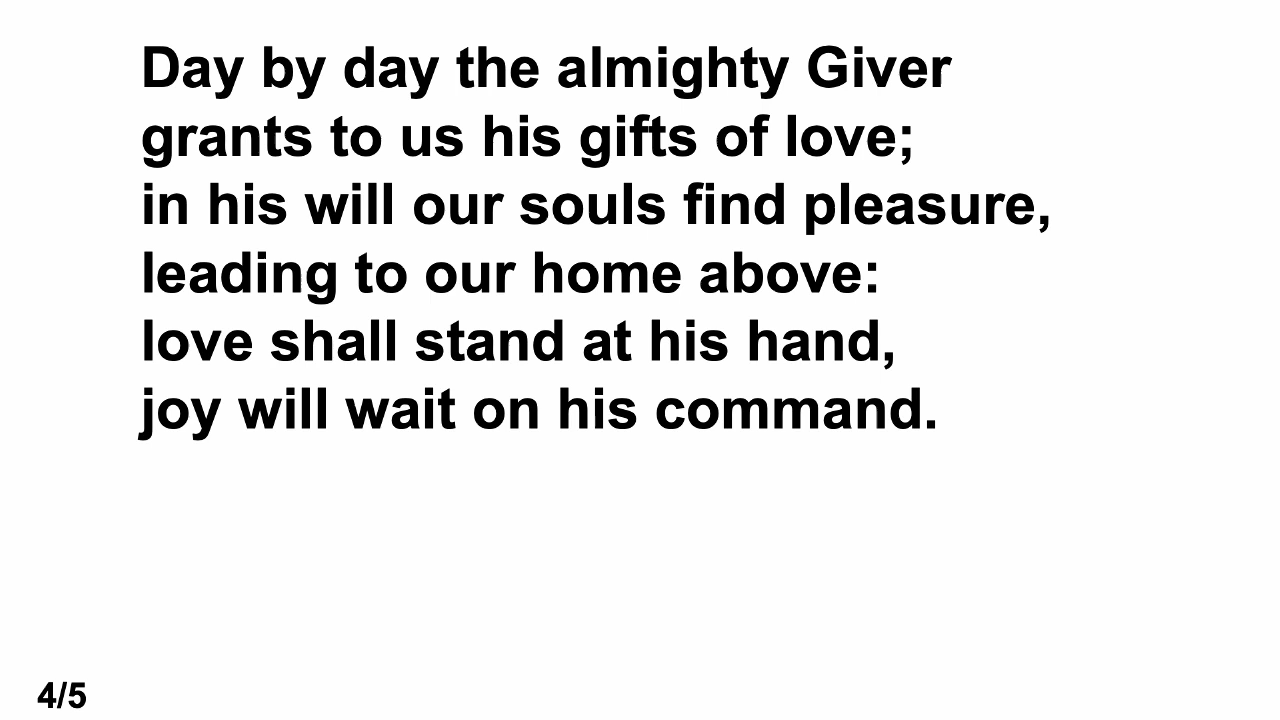 Day by day the almighty Giver
grants to us his gifts of love;
in his will our souls find pleasure,
leading to our home above:
love shall stand at his hand,
joy will wait on his command.
4/5